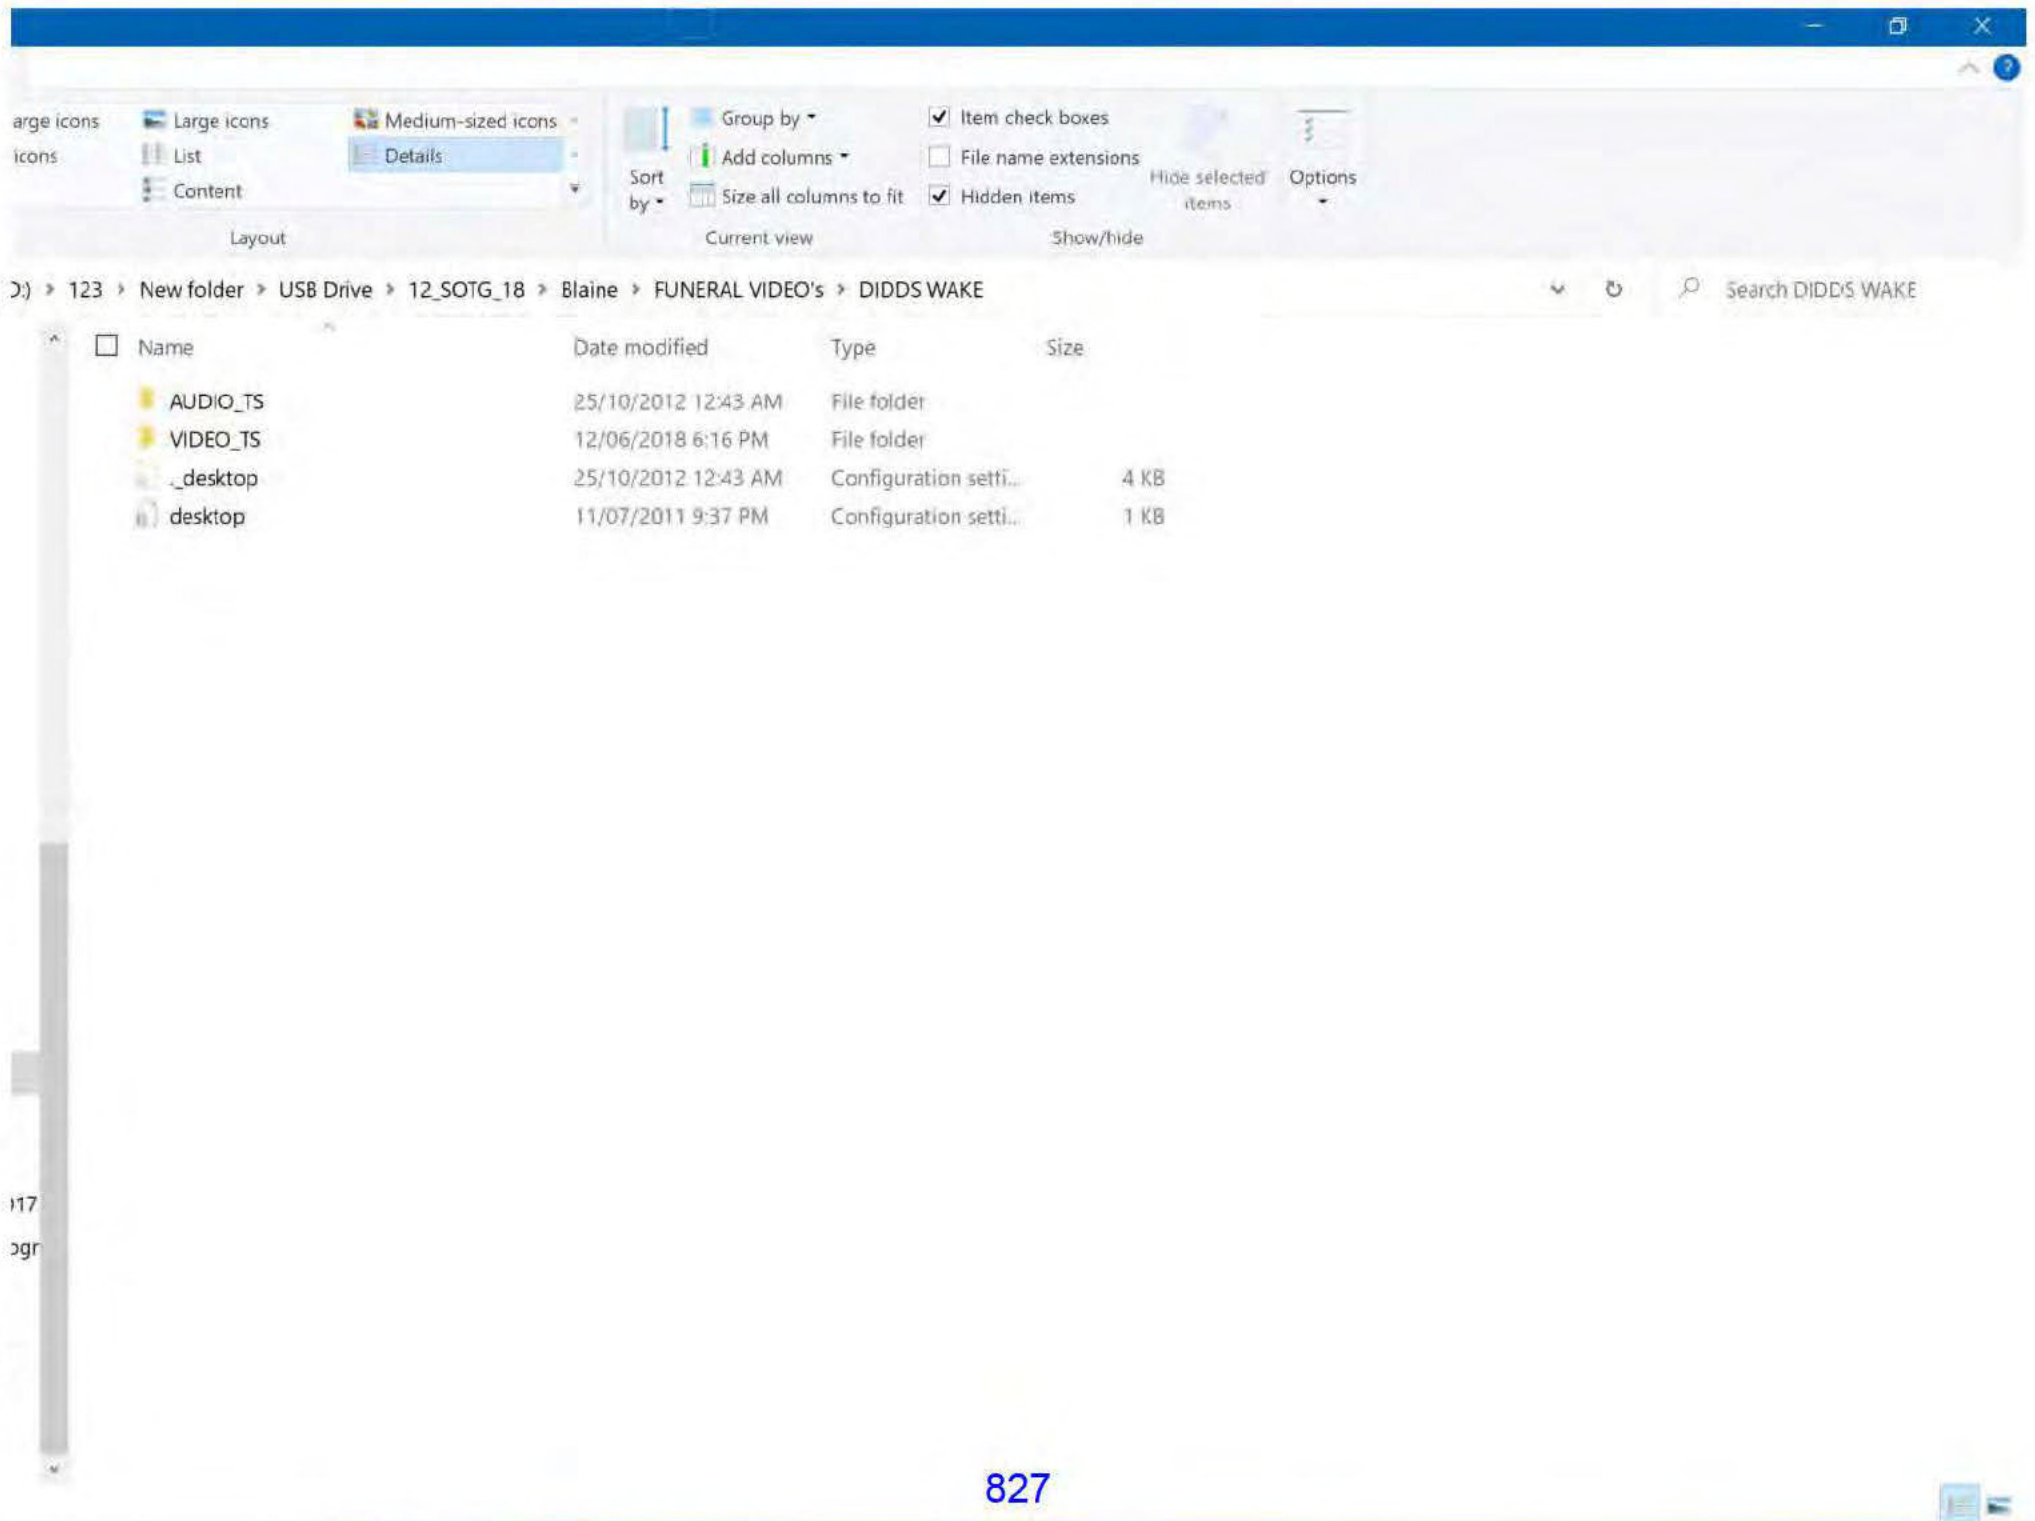 arge icons Large icons Medium-sized icons
icons List Details
Content
Layout
Sort by
Group by
Add columns
Size all columns to fit
Current view
Item check boxes
File name extensions
Hidden items
Hide selected items
Show/hide
Options
:) > 123 > New folder > USB Drive > 12_SOTG_18 > Blaine > FUNERAL VIDEO's > DIDDS WAKE
Search DIDDS WAKE
Name Date modified Type Size
AUDIO_TS 25/10/2012 12:43 AM File folder
VIDEO_TS 12/06/2018 6:16 PM File folder
._desktop 25/10/2012 12:43 AM Configuration setti... 4 KB
desktop 11/07/2011 9:37 PM Configuration setti... 1 KB
17
ogr
827